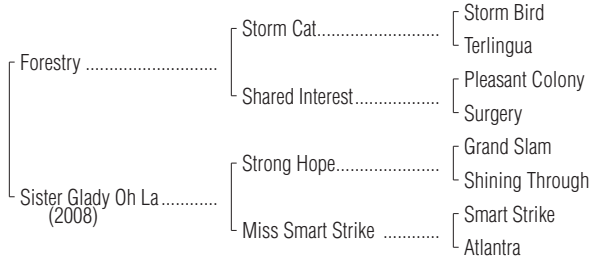 Forestry ............................
Storm Cat..........................
Storm Bird
Terlingua
Shared Interest..................
Pleasant Colony
Surgery
Sister Glady Oh La............
(2008)
Strong Hope......................
Grand Slam
Shining Through
Miss Smart Strike ............
Smart Strike
Atlantra